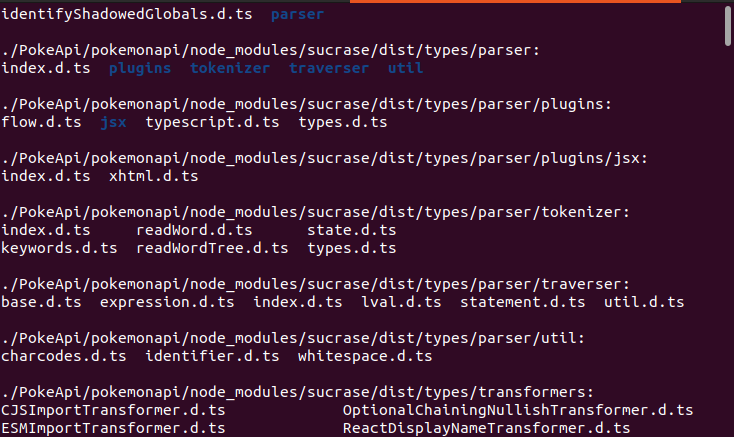 identifyShadowedGlobals.d.ts  parser
./PokeApi/pokemonapi/node_modules/sucrase/dist/types/parser:
index.d.ts  plugins  tokenizer  traverser  util
./PokeApi/pokemonapi/node_modules/sucrase/dist/types/parser/plugins:
flow.d.ts  jsx  typescript.d.ts  types.d.ts
./PokeApi/pokemonapi/node_modules/sucrase/dist/types/parser/plugins/jsx:
index.d.ts  xhtml.d.ts
./PokeApi/pokemonapi/node_modules/sucrase/dist/types/parser/tokenizer:
index.d.ts     readWord.d.ts      state.d.ts
keywords.d.ts  readWordTree.d.ts  types.d.ts
./PokeApi/pokemonapi/node_modules/sucrase/dist/types/parser/traverser:
base.d.ts  expression.d.ts  index.d.ts  lval.d.ts  statement.d.ts  util.d.ts
./PokeApi/pokemonapi/node_modules/sucrase/dist/types/parser/util:
charcodes.d.ts  identifier.d.ts  whitespace.d.ts
./PokeApi/pokemonapi/node_modules/sucrase/dist/types/transformers:
CJSImportTransformer.d.ts             OptionalChainingNullishTransformer.d.ts
ESMImportTransformer.d.ts             ReactDisplayNameTransformer.d.ts